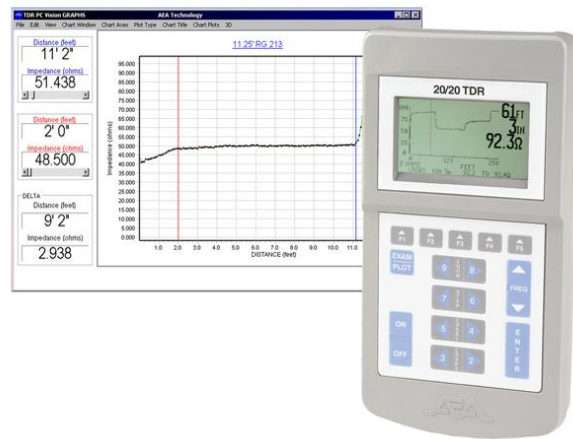 TDR PC Vision GRAPHS
AEA Technology
File Edit View Chart Window Chart Axes Plot Type Chart Title Chart Plots 3D
Distance (feet)
11' 2"
Impedance (ohms)
51.438
Distance (feet)
2' 0"
Impedance (ohms)
48.500
DELTA
Distance (feet)
9' 2"
Impedance (ohms)
2.938
11.25' RG 213
Impedance (ohms)
95.000
90.000
85.000
80.000
75.000
70.000
65.000
60.000
55.000
50.000
45.000
40.000
35.000
30.000
25.000
20.000
15.000
10.000
5.000
0.000
1.0 2.0 3.0 4.0 5.0 6.0 7.0 8.0 9.0 10.0 11.0
DISTANCE (feet)
20/20 TDR
61 FT
3 IN
92.3Ω
FEET
F1 F2 F3 F4 F5
EXAM
PLOT
9 8
7 6
5 4
3 2
FREQ
ON
OFF
ENTER
AEA